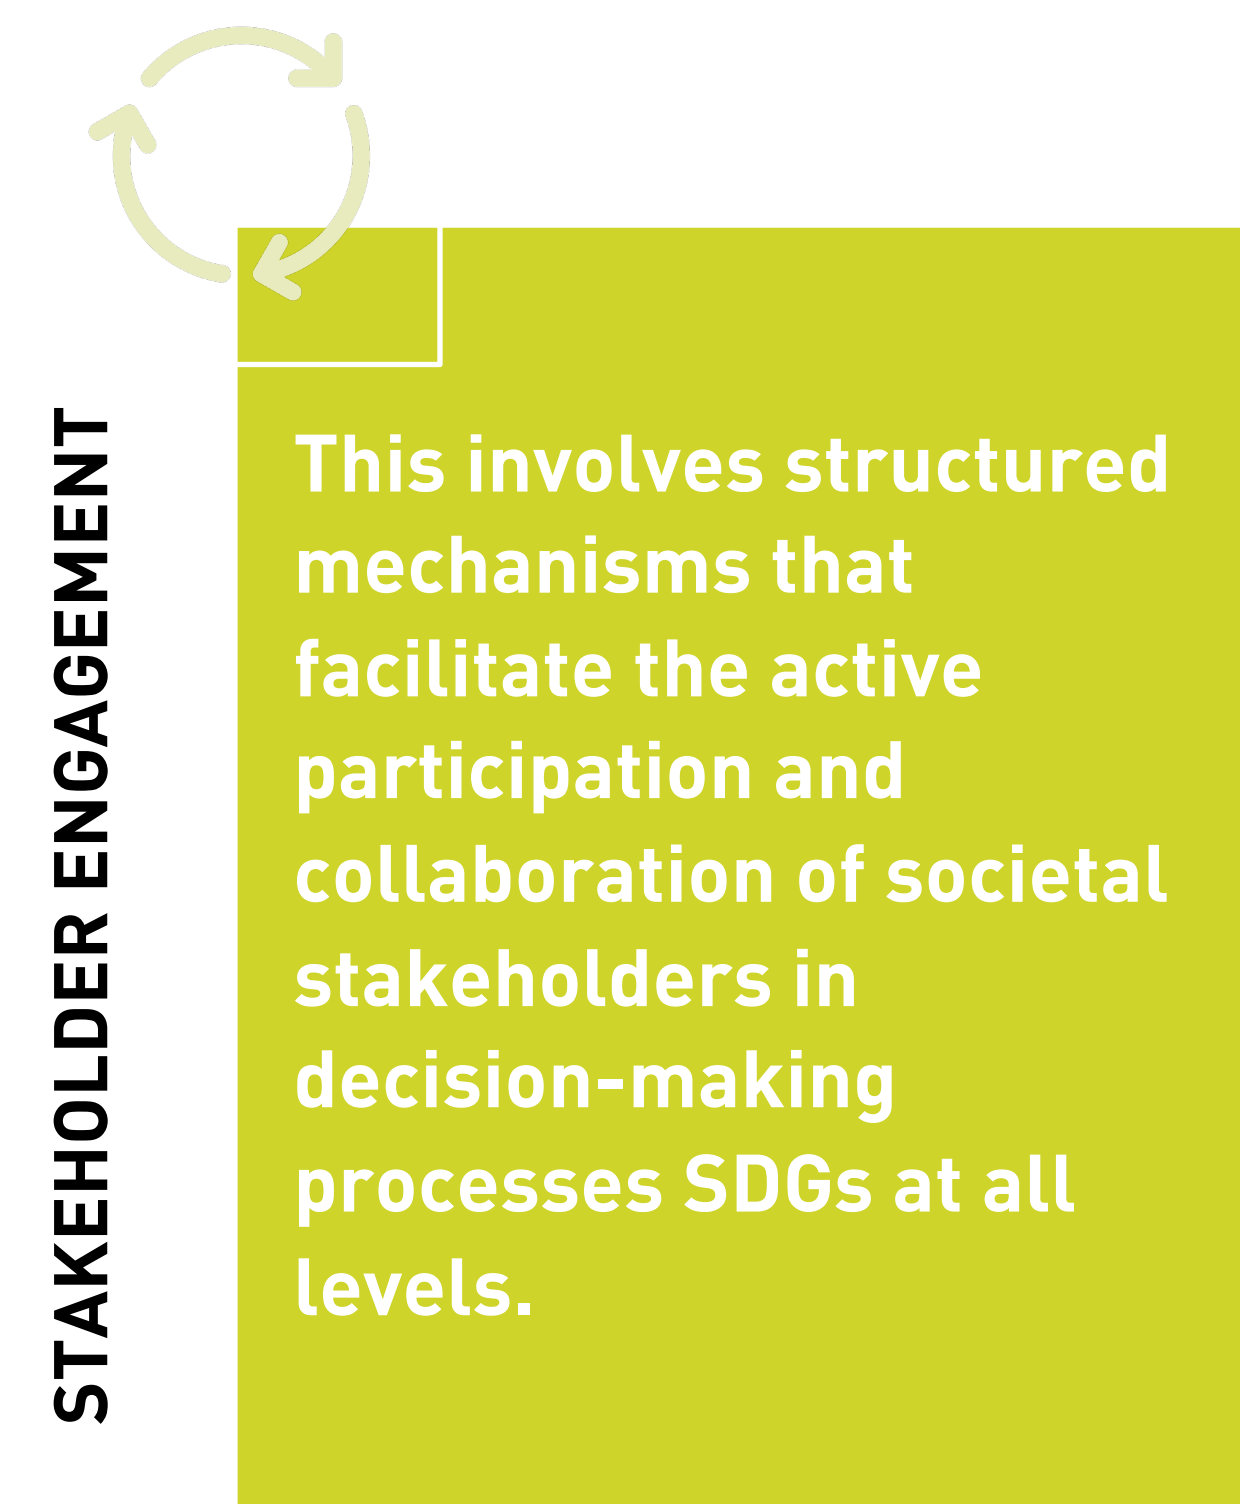 STAKEHOLDER ENGAGEMENT
This involves structured
mechanisms that
facilitate the active
participation and
collaboration of societal
stakeholders in
decision-making
processes SDGs at all
levels.